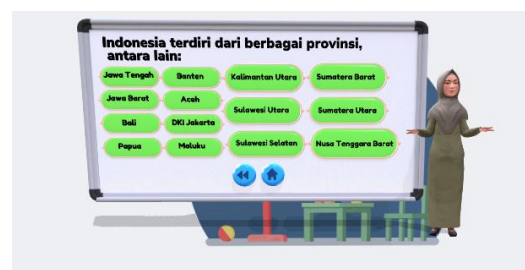 Indonesia terdiri dari berbagai provinsi,
antara lain:
Jawa Tengah
Banten
Kalimantan Utara
Sumatera Barat
Jawa Barat
Aceh
Sulawesi Utara
Sumatera Utara
Bali
DKI Jakarta
Papua
Maluku
Sulawesi Selatan
Nusa Tenggara Barat